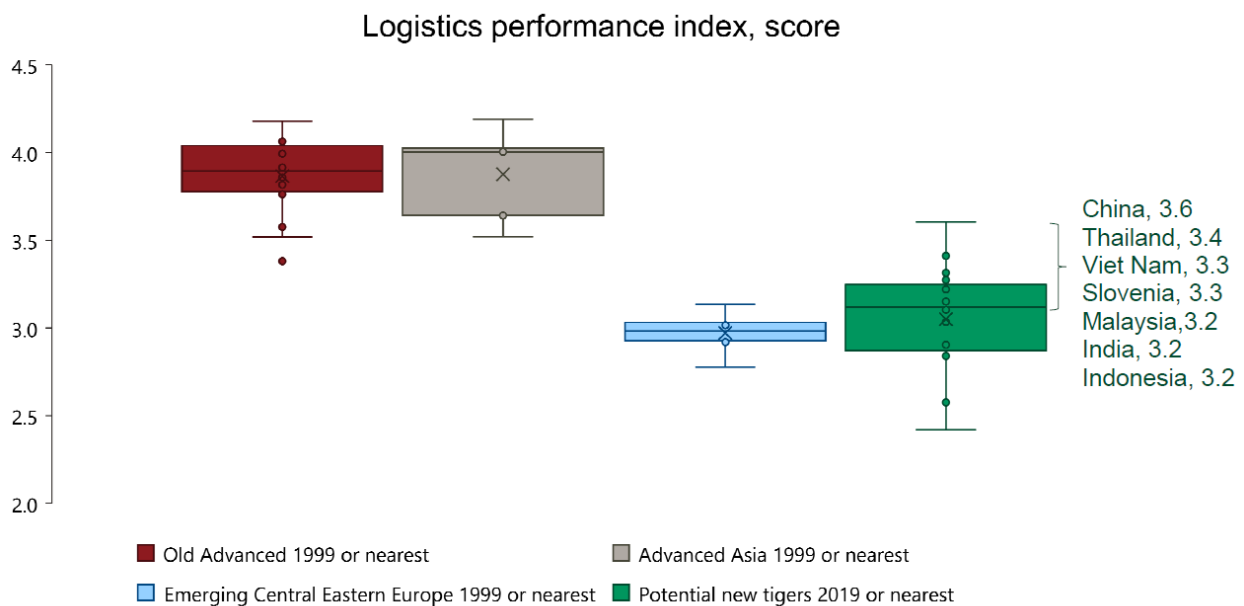 Logistics performance index, score
4.5
4.0
3.5
3.0
2.5
2.0
China, 3.6
Thailand, 3.4
Viet Nam, 3.3
Slovenia, 3.3
Malaysia,3.2
India, 3.2
Indonesia, 3.2
Old Advanced 1999 or nearest
Advanced Asia 1999 or nearest
Emerging Central Eastern Europe 1999 or nearest
Potential new tigers 2019 or nearest